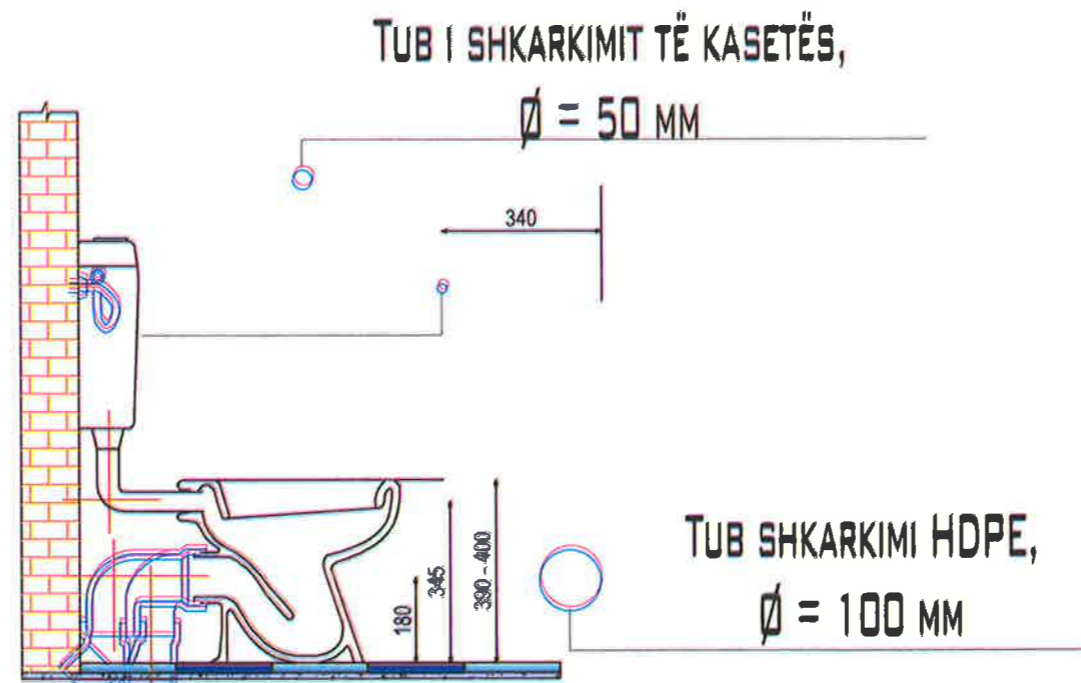 TUB I SHKARKIMIT TË KASETËS,
Ø = 50 MM
340
180
345
390 - 400
TUB SHKARKIMI HDPE,
Ø = 100 MM